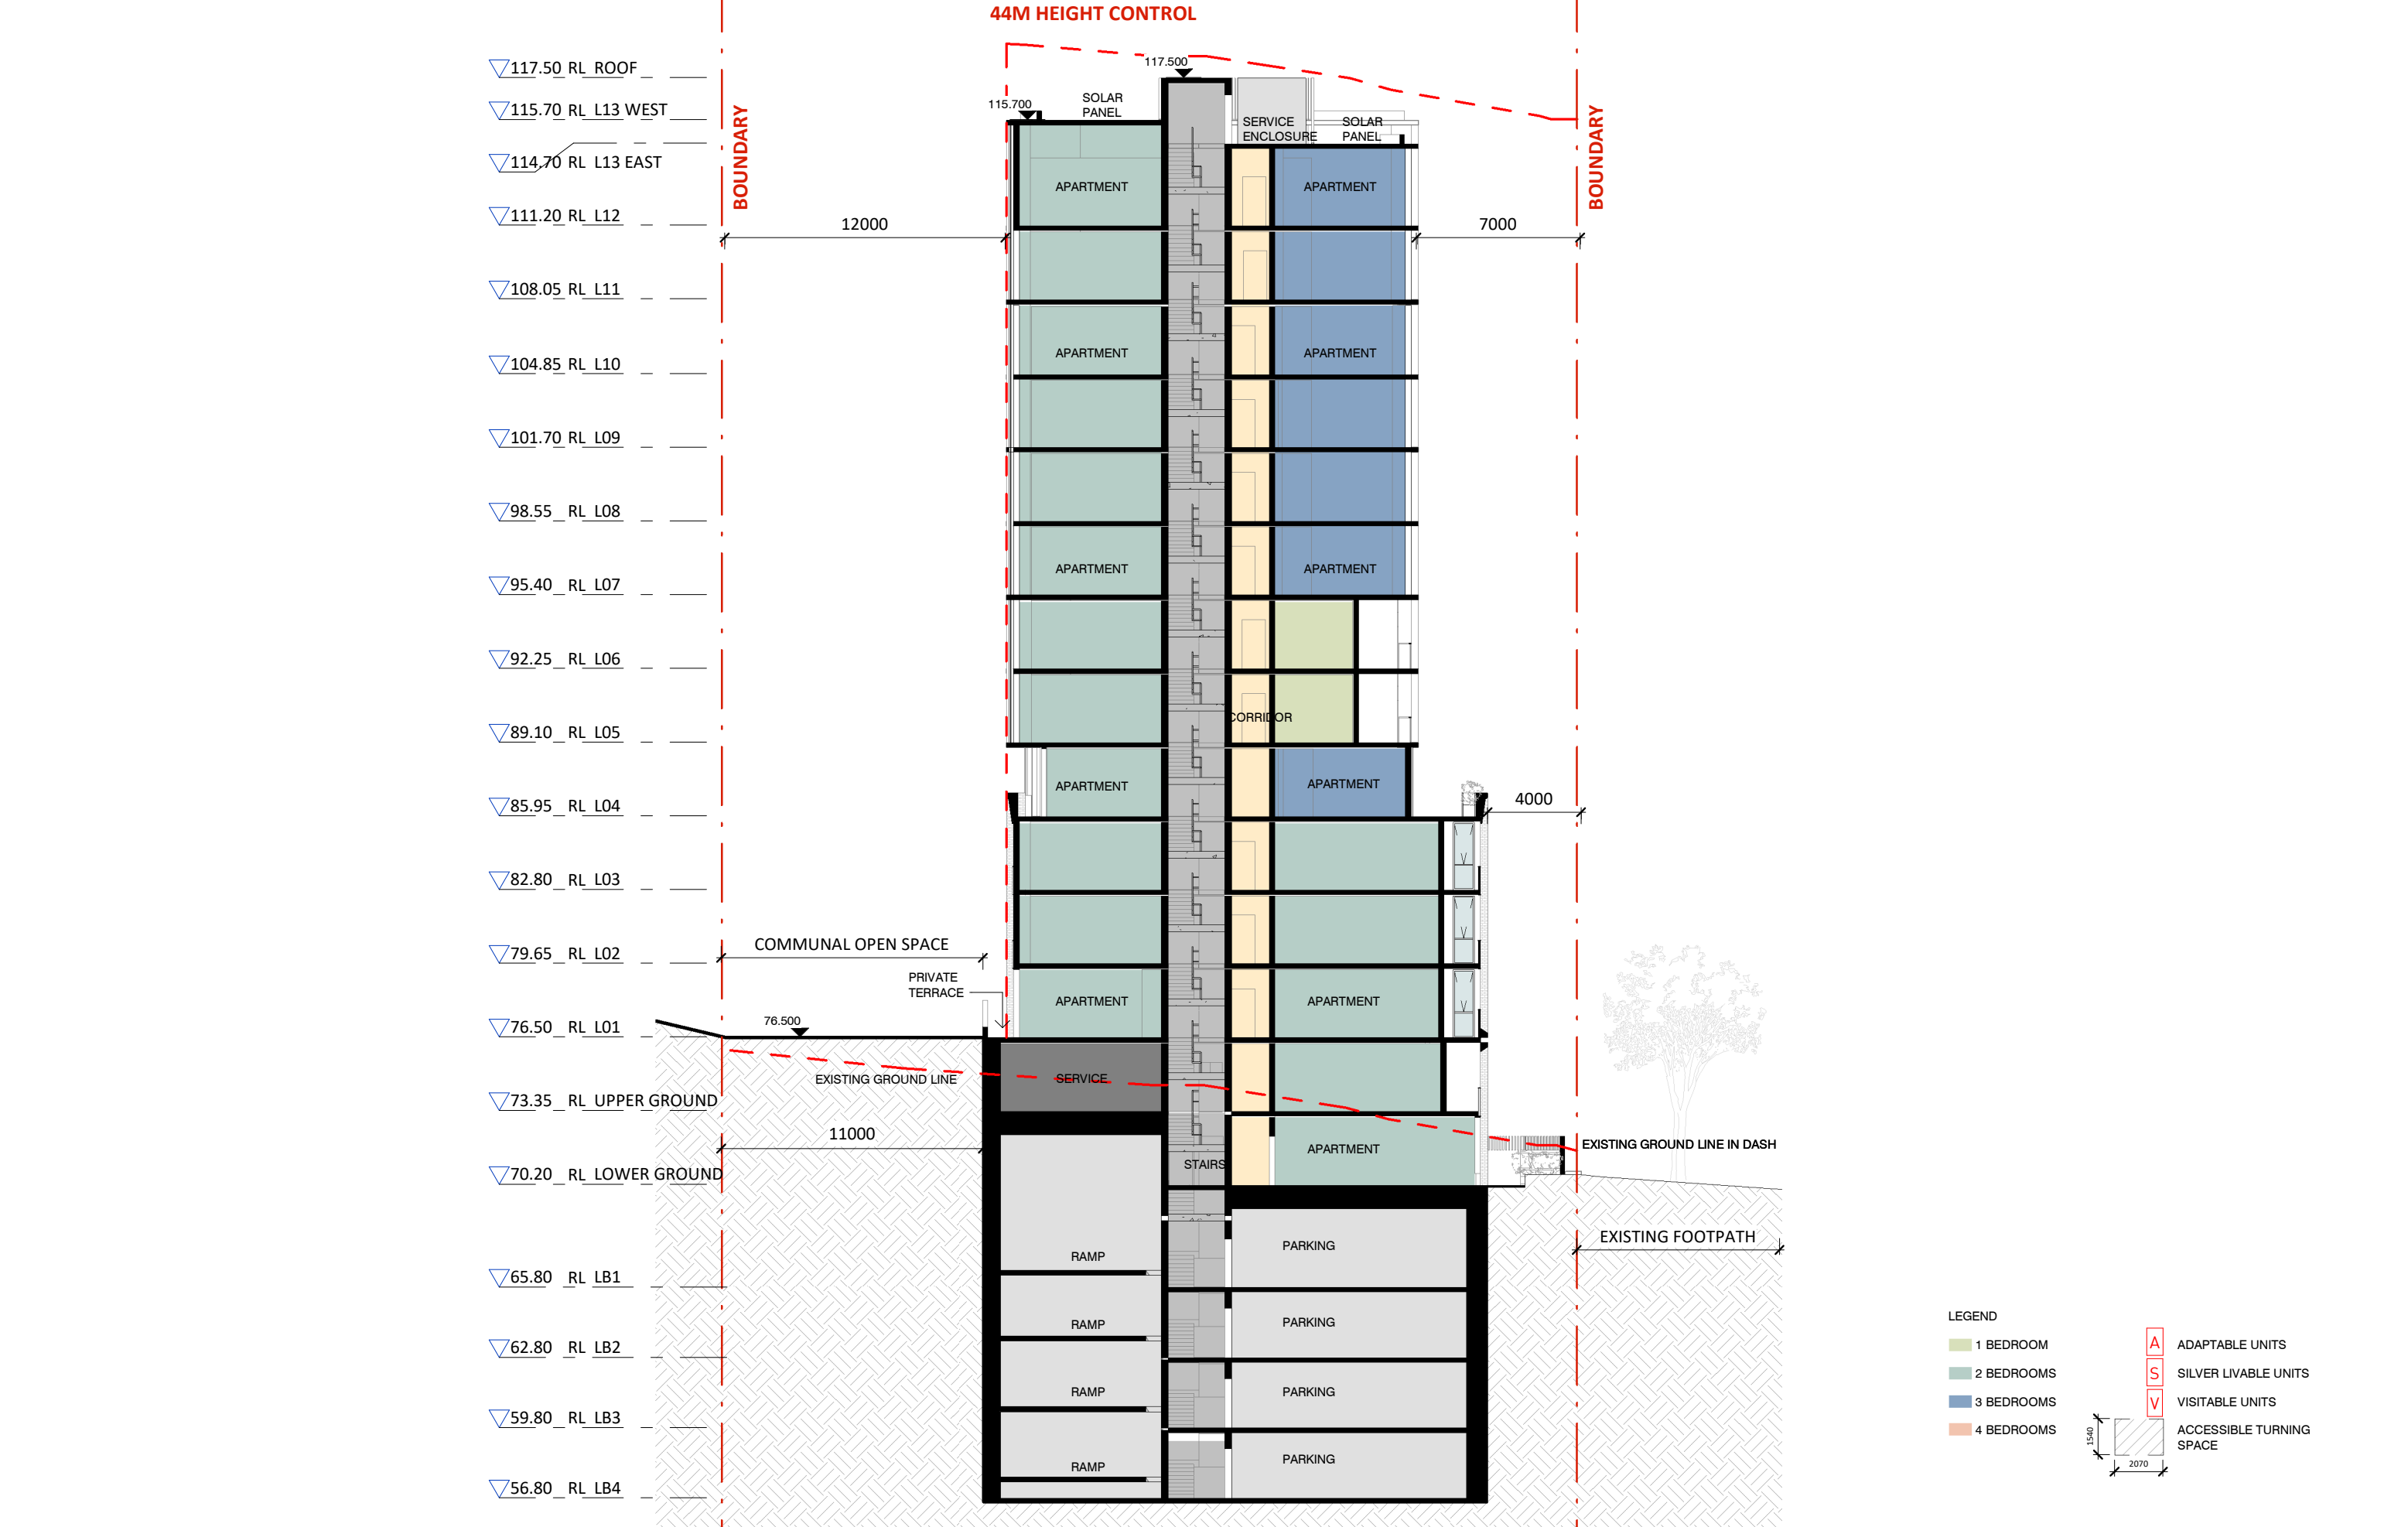 44M HEIGHT CONTROL
117.50 RL ROOF
117.500
115.70 RL L13 WEST
115.700
SOLAR
PANEL
SERVICE
ENCLOSURE
SOLAR
PANEL
BOUNDARY
BOUNDARY
114.70 RL L13 EAST
APARTMENT
APARTMENT
111.20 RL L12
12000
7000
108.05 RL L11
APARTMENT
APARTMENT
104.85 RL L10
101.70 RL L09
98.55 RL L08
APARTMENT
APARTMENT
95.40 RL L07
92.25 RL L06
CORRIDOR
89.10 RL L05
APARTMENT
APARTMENT
85.95 RL L04
4000
82.80 RL L03
79.65 RL L02
COMMUNAL OPEN SPACE
PRIVATE
TERRACE
APARTMENT
APARTMENT
76.50 RL L01
76.500
EXISTING GROUND LINE
SERVICE
73.35 RL UPPER GROUND
11000
APARTMENT
EXISTING GROUND LINE IN DASH
70.20 RL LOWER GROUND
STAIRS
EXISTING FOOTPATH
RAMP
PARKING
65.80 RL LB1
RAMP
PARKING
62.80 RL LB2
RAMP
PARKING
59.80 RL LB3
RAMP
PARKING
56.80 RL LB4
LEGEND
1 BEDROOM
2 BEDROOMS
3 BEDROOMS
4 BEDROOMS
A ADAPTABLE UNITS
S SILVER LIVABLE UNITS
V VISITABLE UNITS
1540
2070
ACCESSIBLE TURNING
SPACE